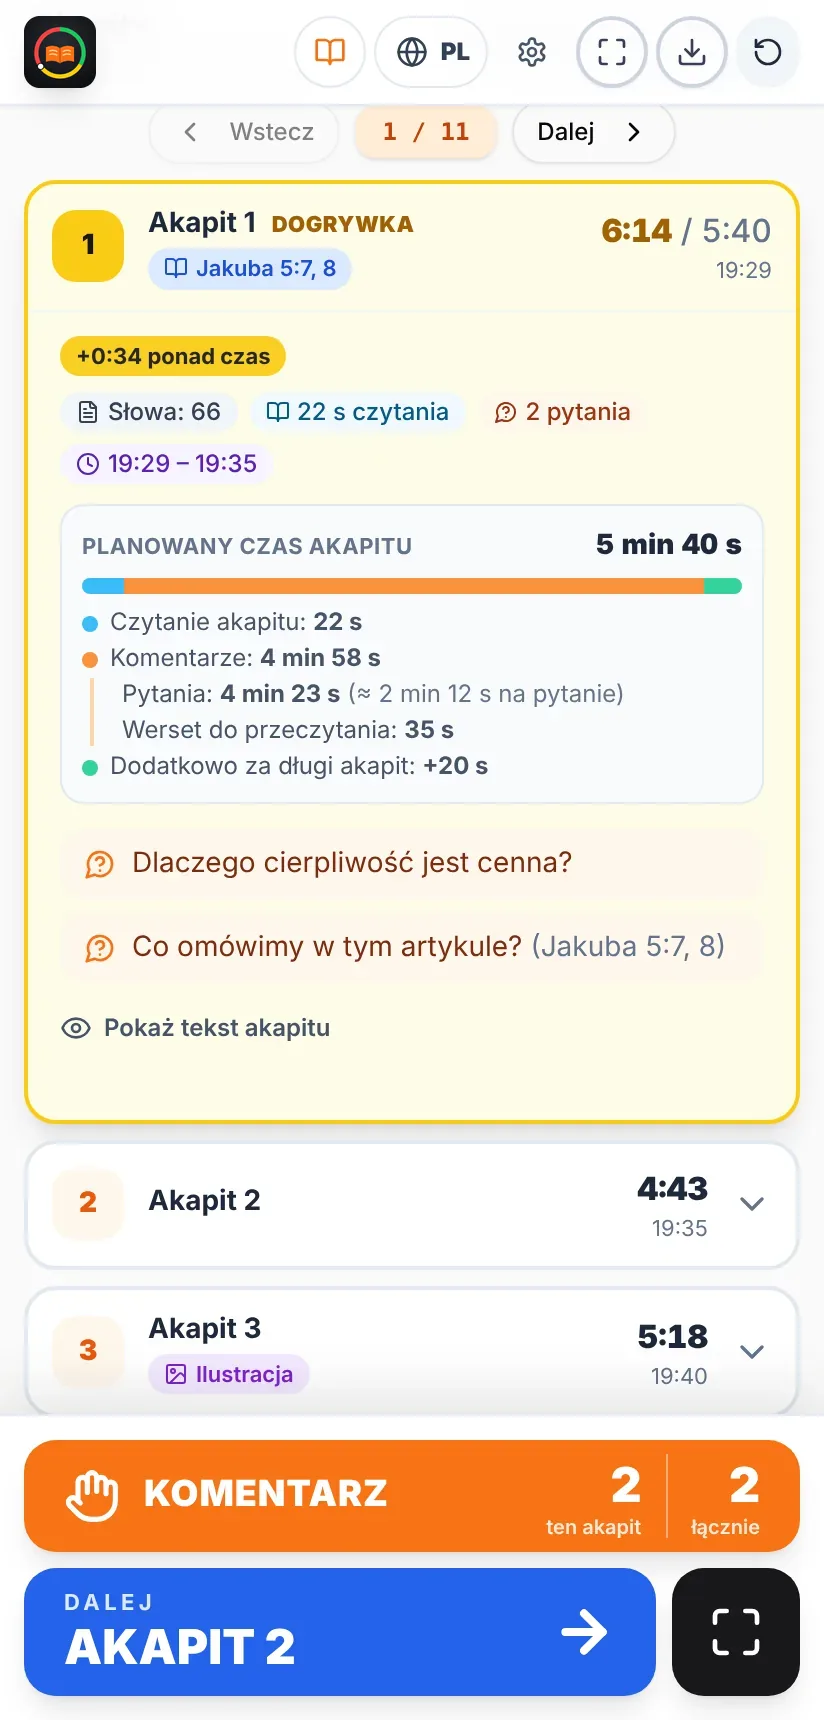 PL
Wstecz
1 / 11
Dalej
1
Akapit 1 DOGRYWKA
6:14 / 5:40
Jakuba 5:7, 8
19:29
+0:34 ponad czas
Słowa: 66
22 s czytania
2 pytania
19:29 – 19:35
PLANOWANY CZAS AKAPITU
5 min 40 s
Czytanie akapitu: 22 s
Komentarze: 4 min 58 s
Pytania: 4 min 23 s (≈ 2 min 12 s na pytanie)
Werset do przeczytania: 35 s
Dodatkowo za długi akapit: +20 s
Dlaczego cierpliwość jest cenna?
Co omówimy w tym artykule? (Jakuba 5:7, 8)
Pokaż tekst akapitu
2
Akapit 2
4:43
19:35
3
Akapit 3
5:18
Ilustracja
19:40
KOMENTARZ
2
ten akapit
2
łącznie
DALEJ
AKAPIT 2